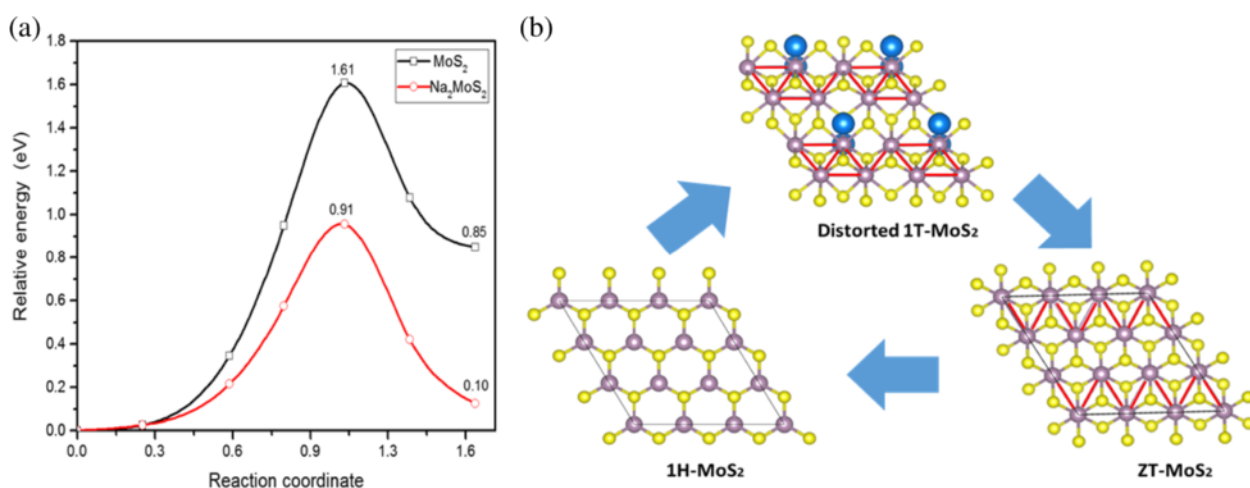 (a)
1.8
1.6
1.4
1.2
1.0
0.8
0.6
0.4
0.2
0.0
Relative energy (eV)
MoS₂
Na₂MoS₂
1.61
0.91
0.85
0.10
0.0 0.3 0.6 0.9 1.2 1.6
Reaction coordinate
(b)
Distorted 1T-MoS₂
1H-MoS₂
ZT-MoS₂